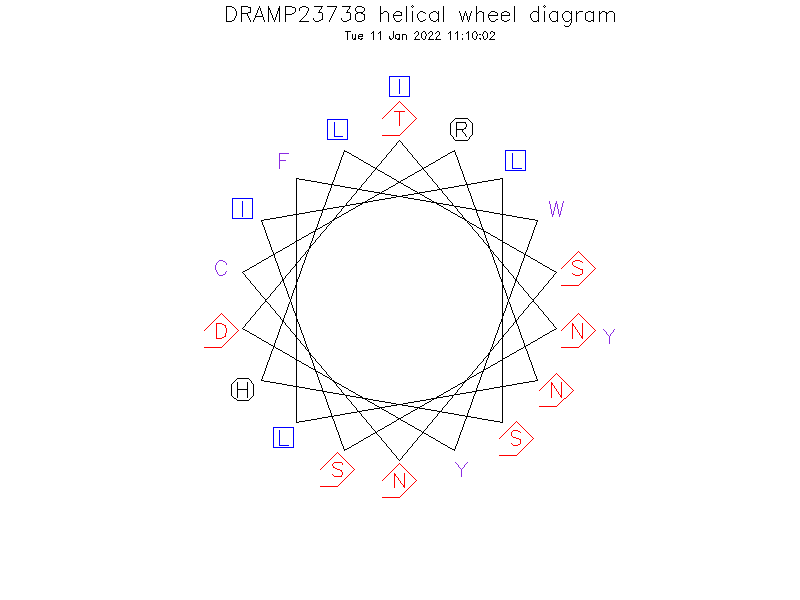 DRAMP23738 helical wheel diagram
Tue 11 Jan 2022 11:10:02
I
T
L
R
F
L
I
W
C
S
D
N Y
H
N
L
S
S
Y
N